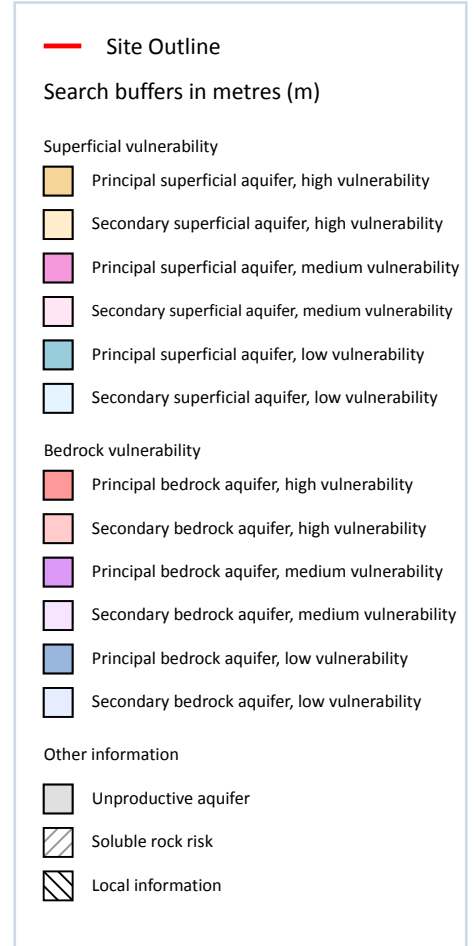 Site Outline
Search buffers in metres (m)
Superficial vulnerability
Principal superficial aquifer, high vulnerability
Secondary superficial aquifer, high vulnerability
Principal superficial aquifer, medium vulnerability
Secondary superficial aquifer, medium vulnerability
Principal superficial aquifer, low vulnerability
Secondary superficial aquifer, low vulnerability
Bedrock vulnerability
Principal bedrock aquifer, high vulnerability
Secondary bedrock aquifer, high vulnerability
Principal bedrock aquifer, medium vulnerability
Secondary bedrock aquifer, medium vulnerability
Principal bedrock aquifer, low vulnerability
Secondary bedrock aquifer, low vulnerability
Other information
Unproductive aquifer
Soluble rock risk
Local information